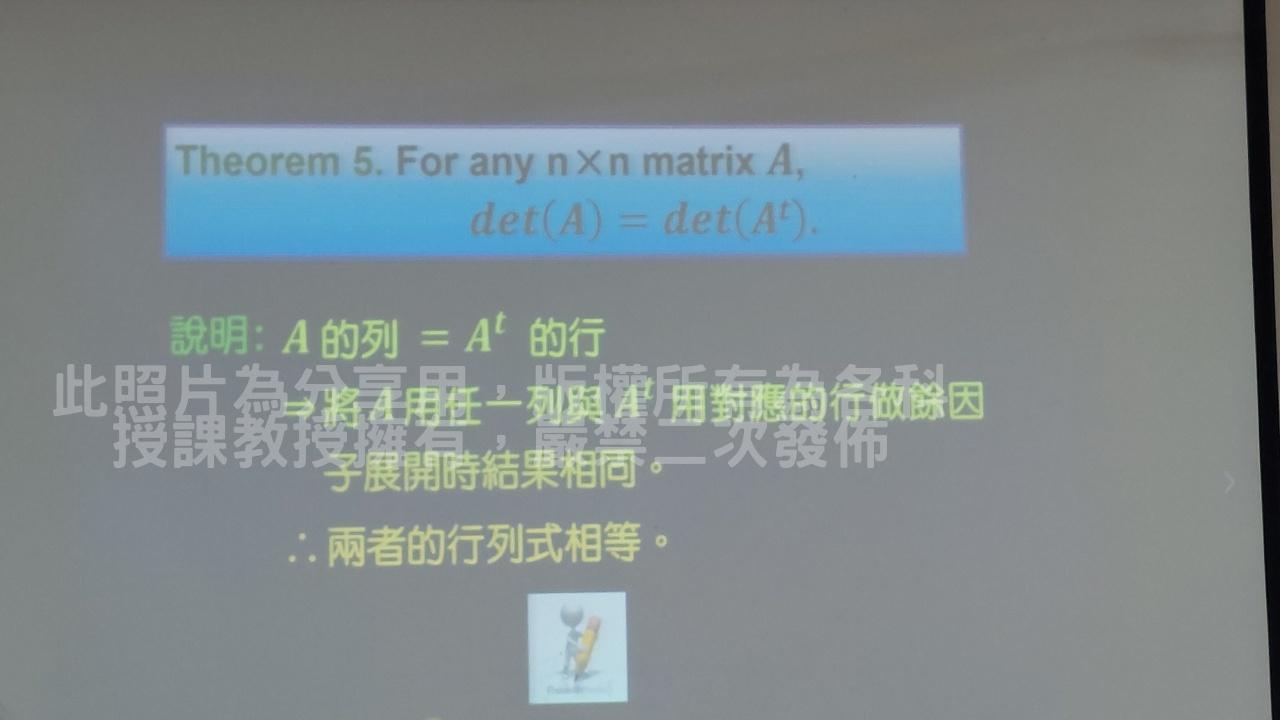 Theorem 5. For any n×n matrix A,
det(A) = det(Aᵗ).
說明: A 的列 = Aᵗ 的行
⇒將 A 用任一列與 Aᵗ 用對應的行做餘因
子展開時結果相同。
∴ 兩者的行列式相等。
此照片為分享用，版權所有為各科
授課教授擁有，嚴禁二次發佈